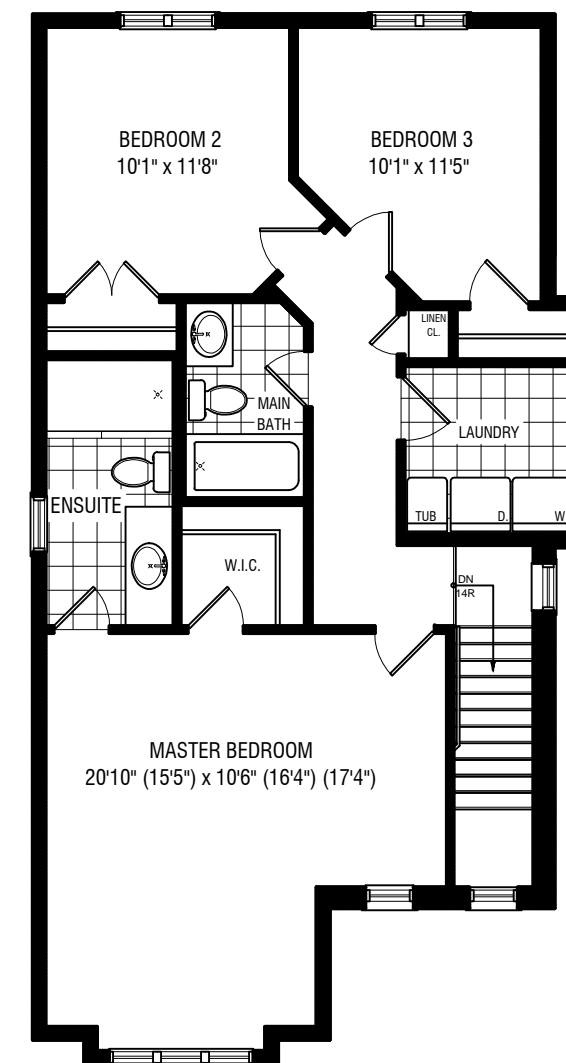 BEDROOM 2
10'1" x 11'8"
BEDROOM 3
10'1" x 11'5"
LINEN
CL.
MAIN
BATH
LAUNDRY
ENSUITE
TUB
D.
W
W.I.C.
DN
14R
MASTER BEDROOM
20'10" (15'5") x 10'6" (16'4") (17'4")